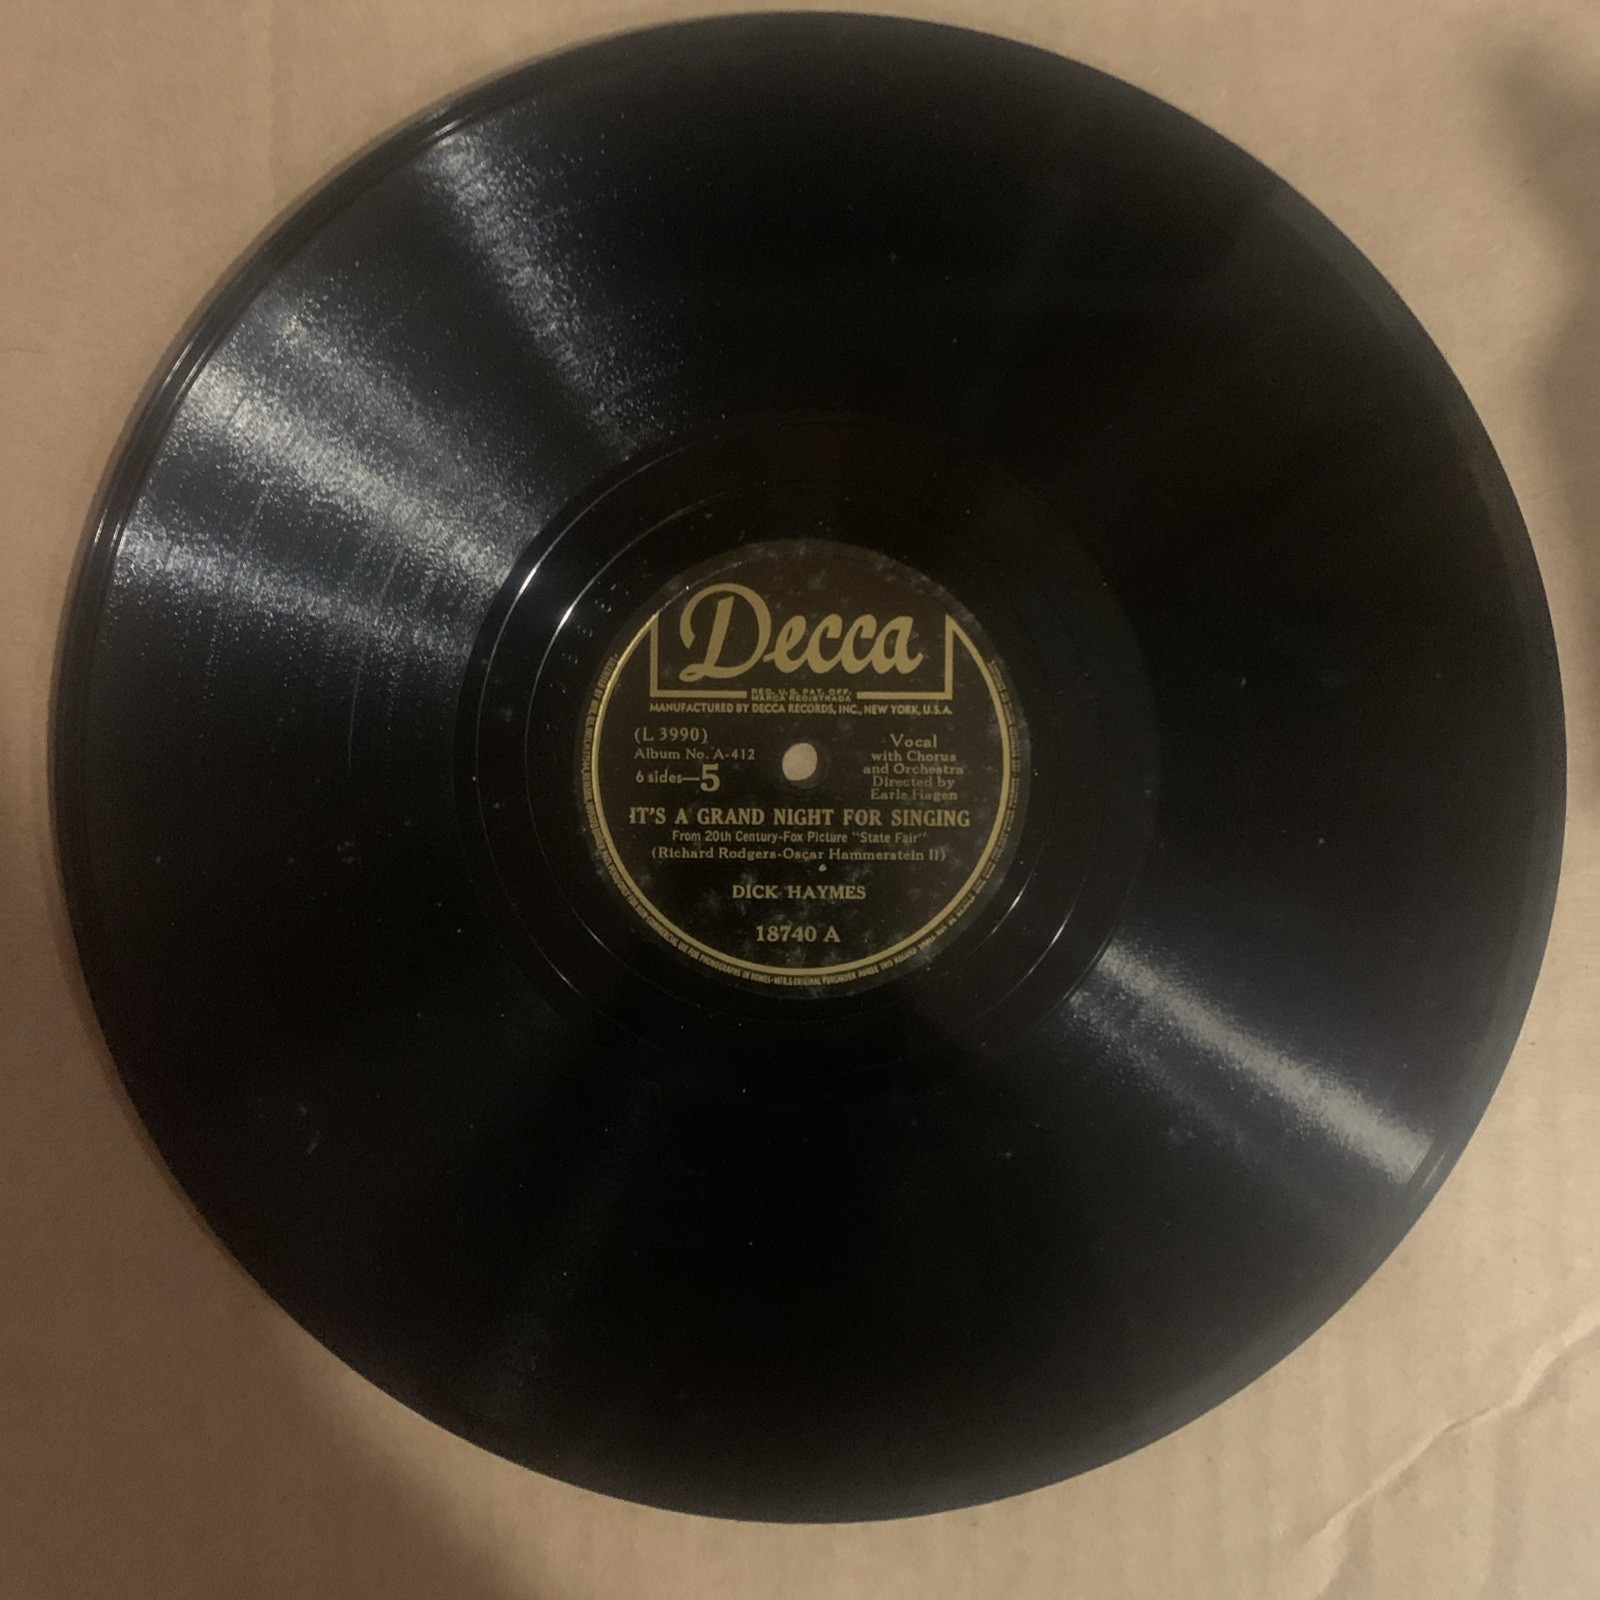 Decca
REG. U.S. PAT. OFF.
MARCA REGISTRADA
MANUFACTURED BY DECCA RECORDS, INC., NEW YORK, U.S.A.
(L 3990)
Album No. A-412
6 sides—5
Vocal
with Chorus
and Orchestra
Directed by
Earle Hagen
IT'S A GRAND NIGHT FOR SINGING
From 20th Century-Fox Picture "State Fair"
(Richard Rodgers-Oscar Hammerstein II)
DICK HAYMES
18740 A